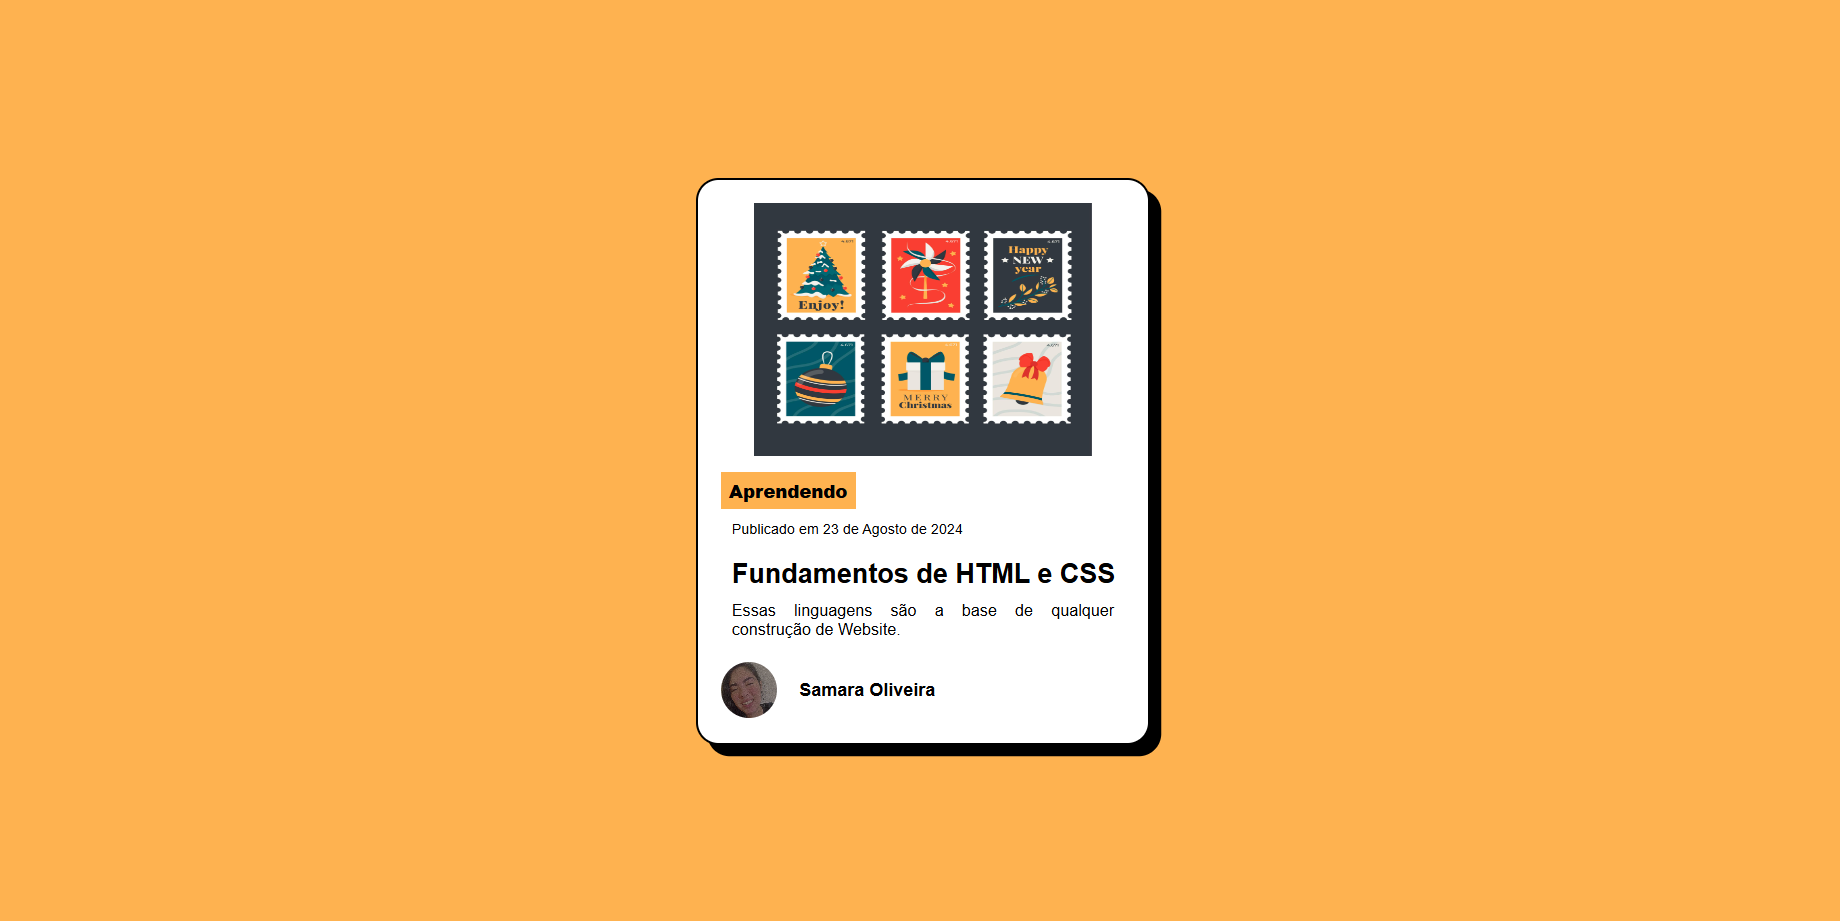 Enjoy!
Happy
NEW
year
MERRY
Christmas
Aprendendo
Publicado em 23 de Agosto de 2024
Fundamentos de HTML e CSS
Essas linguagens são a base de qualquer
construção de Website.
Samara Oliveira